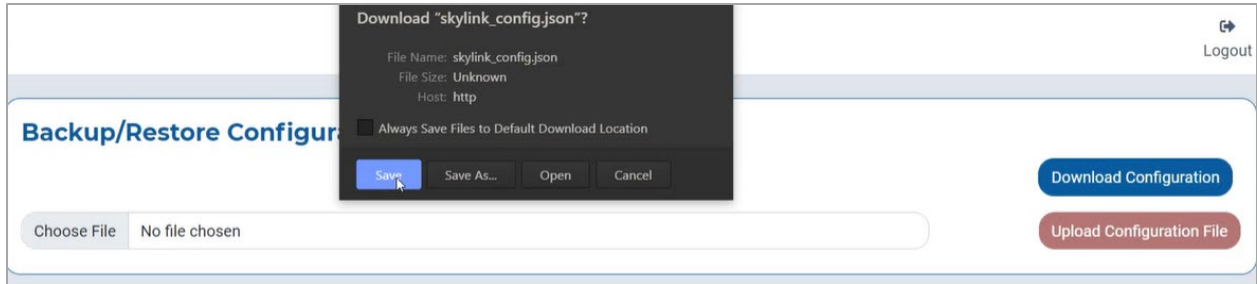 Download “skylink_config.json”?
File Name: skylink_config.json
File Size: Unknown
Host: http
Always Save Files to Default Download Location
Save
Save As...
Open
Cancel
Logout
Backup/Restore
Download Configuration
Choose File
No file chosen
Upload Configuration File